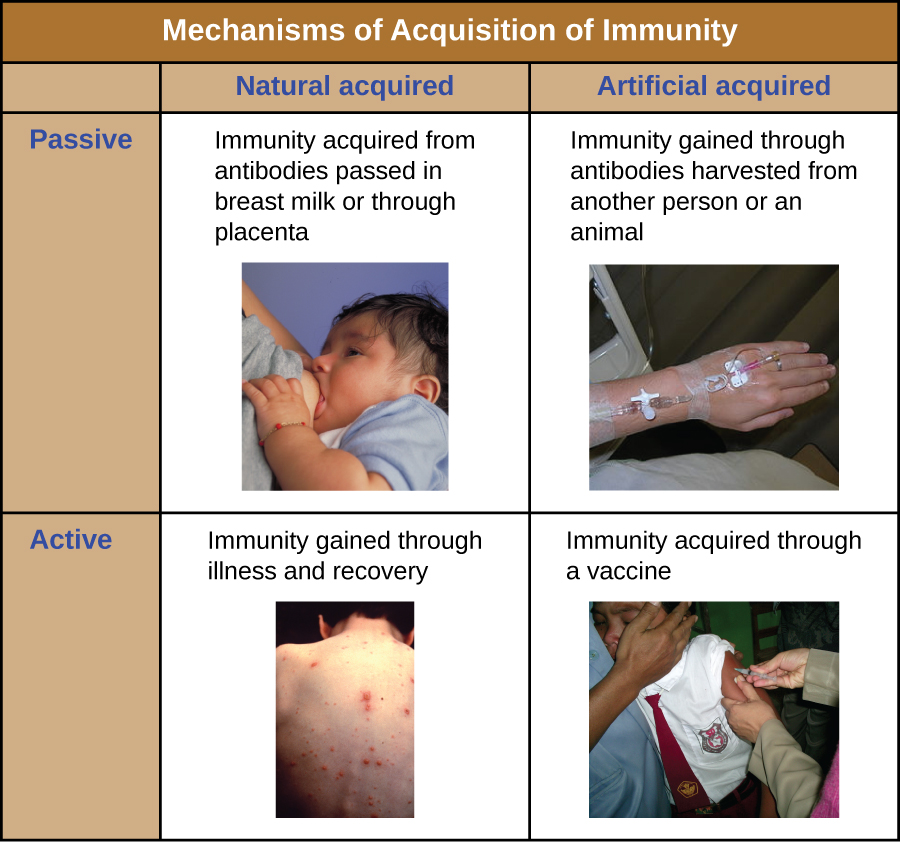 Mechanisms of Acquisition of Immunity
Natural acquired
Artificial acquired
Passive
Immunity acquired from
antibodies passed in
breast milk or through
placenta
Immunity gained through
antibodies harvested from
another person or an
animal
Active
Immunity gained through
illness and recovery
Immunity acquired through
a vaccine